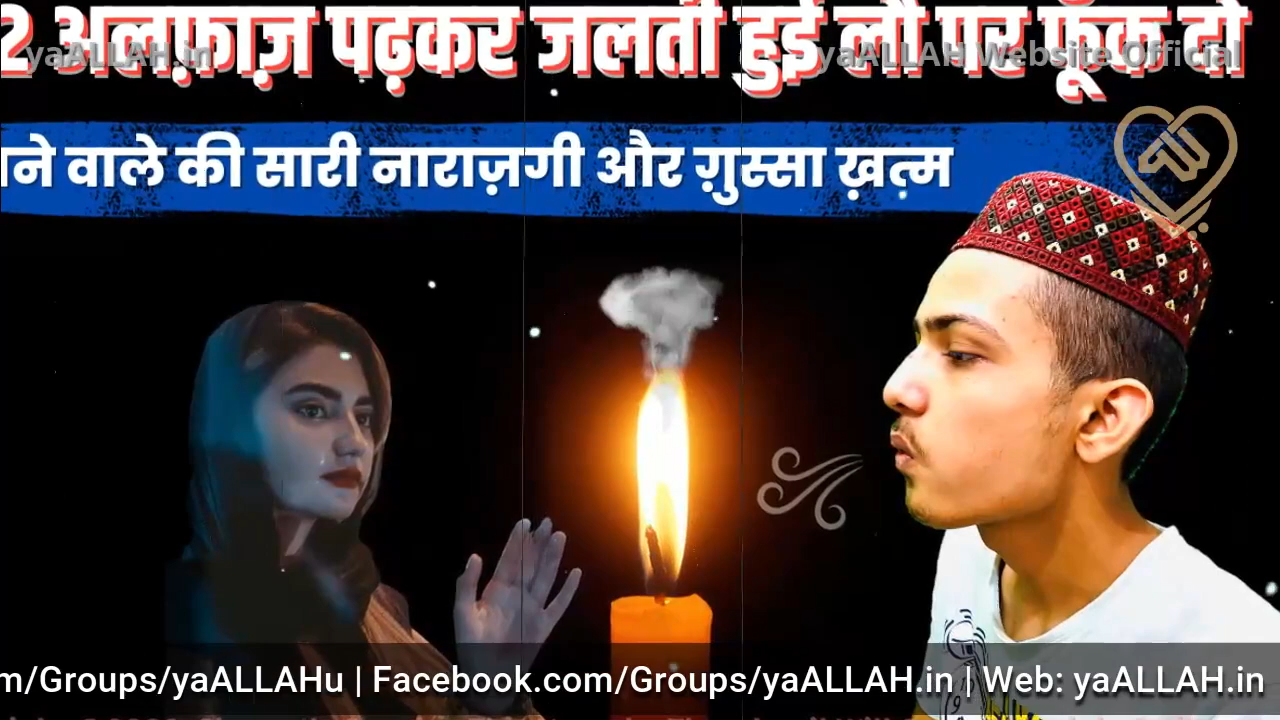 2 अलफ़ाज़ पढ़कर जलती हुई लौ पर फूँक दो
yaALLAH.in
yaALLAH Website Official
ने वाले की सारी नाराज़गी और ग़ुस्सा ख़त्म
m/Groups/yaALLAHu | Facebook.com/Groups/yaALLAH.in | Web: yaALLAH.in